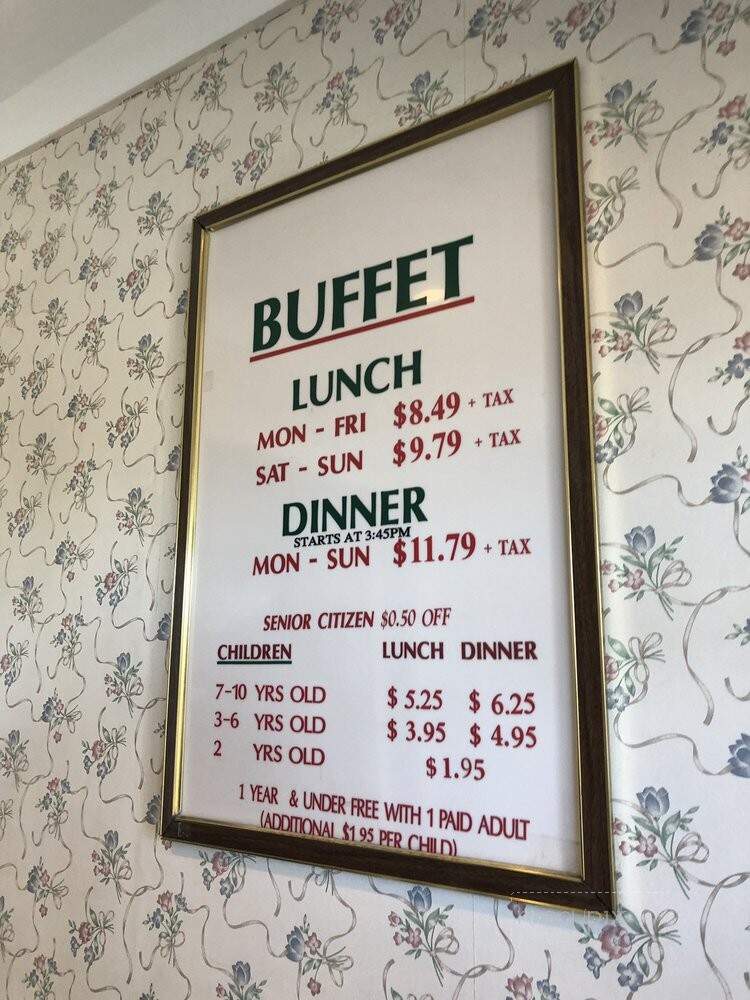 BUFFET
LUNCH
MON - FRI $8.49 + TAX
SAT - SUN $9.79 + TAX
DINNER
STARTS AT 3:45PM
MON - SUN $11.79 + TAX
SENIOR CITIZEN $0.50 OFF
CHILDREN LUNCH DINNER
7-10 YRS OLD $5.25 $6.25
3-6 YRS OLD $3.95 $4.95
2 YRS OLD $1.95
1 YEAR & UNDER FREE WITH 1 PAID ADULT
(ADDITIONAL $1.95 PER CHILD)